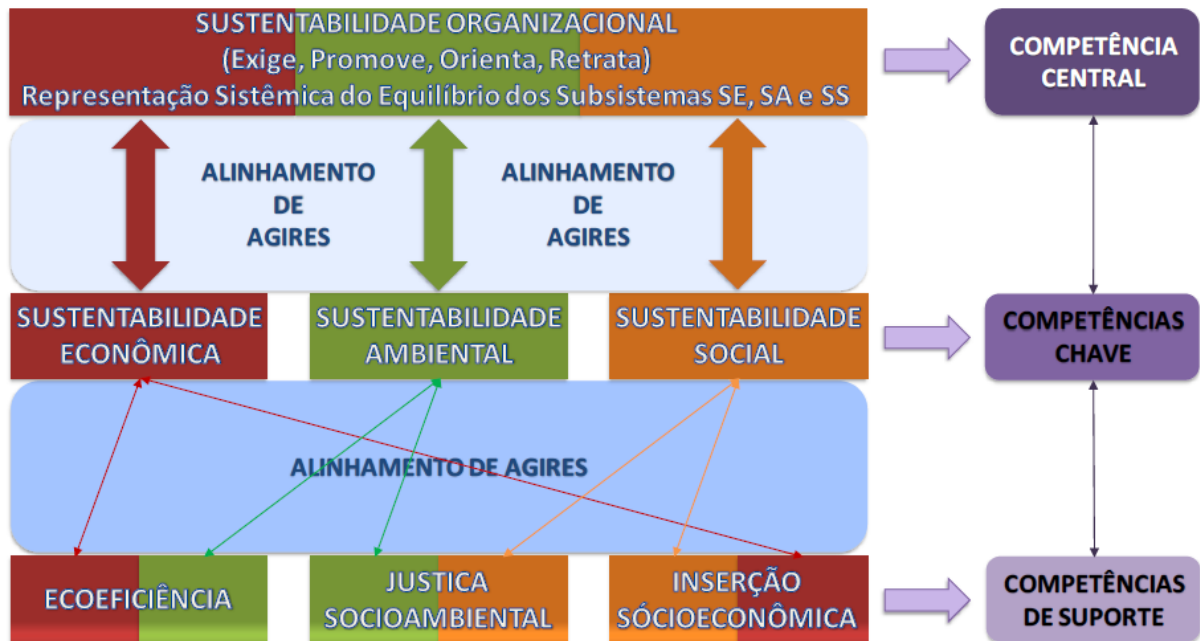 SUSTENTABILIDADE ORGANIZACIONAL
(Exige, Promove, Orienta, Retrata)
Representação Sistêmica do Equilíbrio dos Subsistemas SE, SA e SS
COMPETÊNCIA
CENTRAL
ALINHAMENTO
DE
AGIRES
ALINHAMENTO
DE
AGIRES
SUSTENTABILIDADE
ECONÔMICA
SUSTENTABILIDADE
AMBIENTAL
SUSTENTABILIDADE
SOCIAL
COMPETÊNCIAS
CHAVE
ALINHAMENTO DE AGIRES
ECOEFICIÊNCIA
JUSTICA
SOCIOAMBIENTAL
INSERÇÃO
SÓCIOECONÔMICA
COMPETÊNCIAS
DE SUPORTE